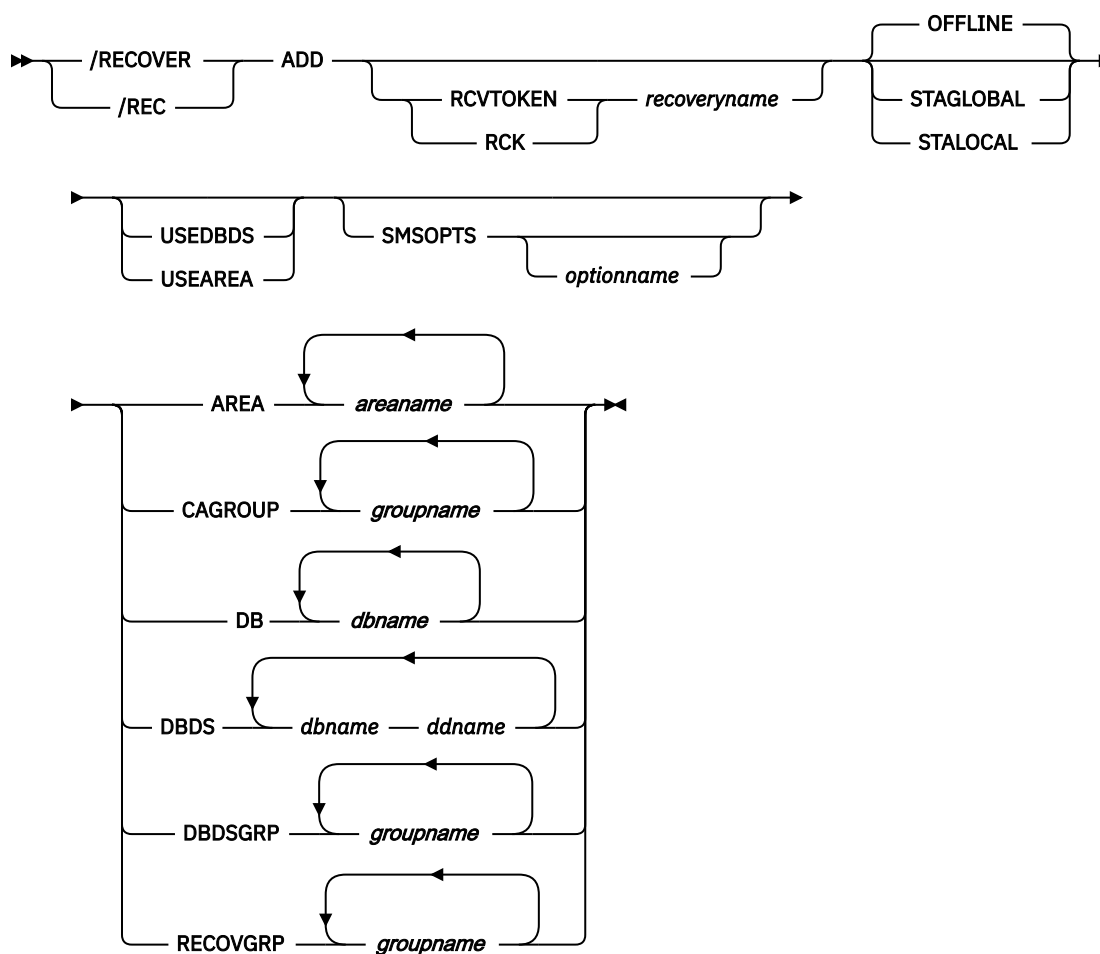 OFFLINE
/RECOVER ADD
/REC
RCVTOKEN recoveryname
RCK
STAGLOBAL
STALOCAL
USEDBDS
USEAREA
SMSOPTS
optionname
AREA areaname
CAGROUP groupname
DB dbname
DBDS dbname ddname
DBDSGRP groupname
RECOVGRP groupname